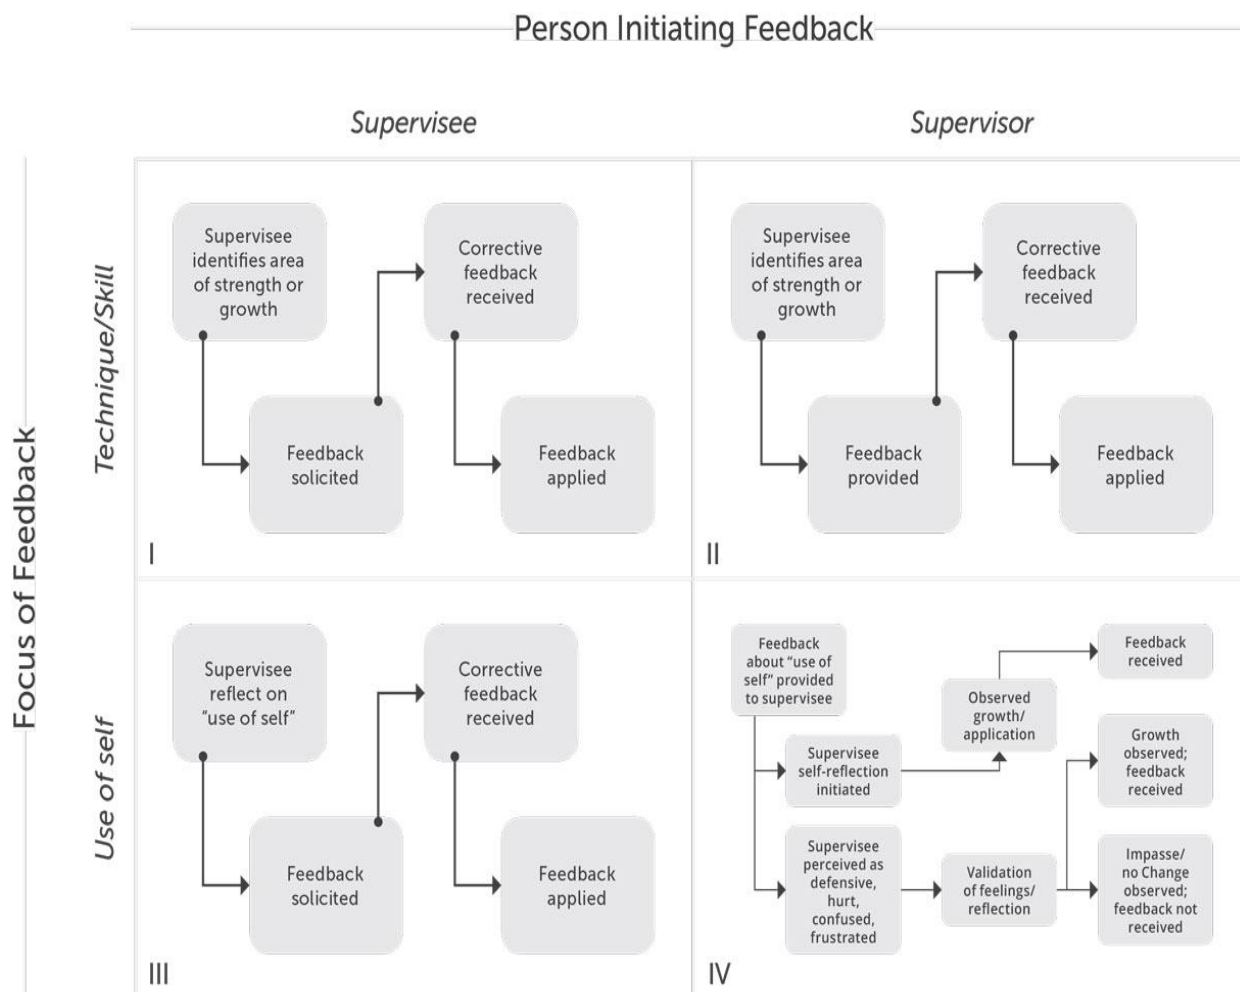 Person Initiating Feedback
Supervisee
Supervisor
Focus of Feedback
Technique/Skill
Supervisee
identifies area
of strength or
growth
Feedback
solicited
Corrective
feedback
received
Feedback
applied
I
Supervisee
identifies area
of strength or
growth
Feedback
provided
Corrective
feedback
received
Feedback
applied
II
Use of self
Supervisee
reflect on
“use of self”
Feedback
solicited
Corrective
feedback
received
Feedback
applied
III
Feedback
about “use of
self” provided
to supervisee
Supervisee
self-reflection
initiated
Observed
growth/
application
Feedback
received
Supervisee
perceived as
defensive,
hurt,
confused,
frustrated
Validation
of feelings/
reflection
Growth
observed;
feedback
received
Impasse/
no Change
observed;
feedback not
received
IV